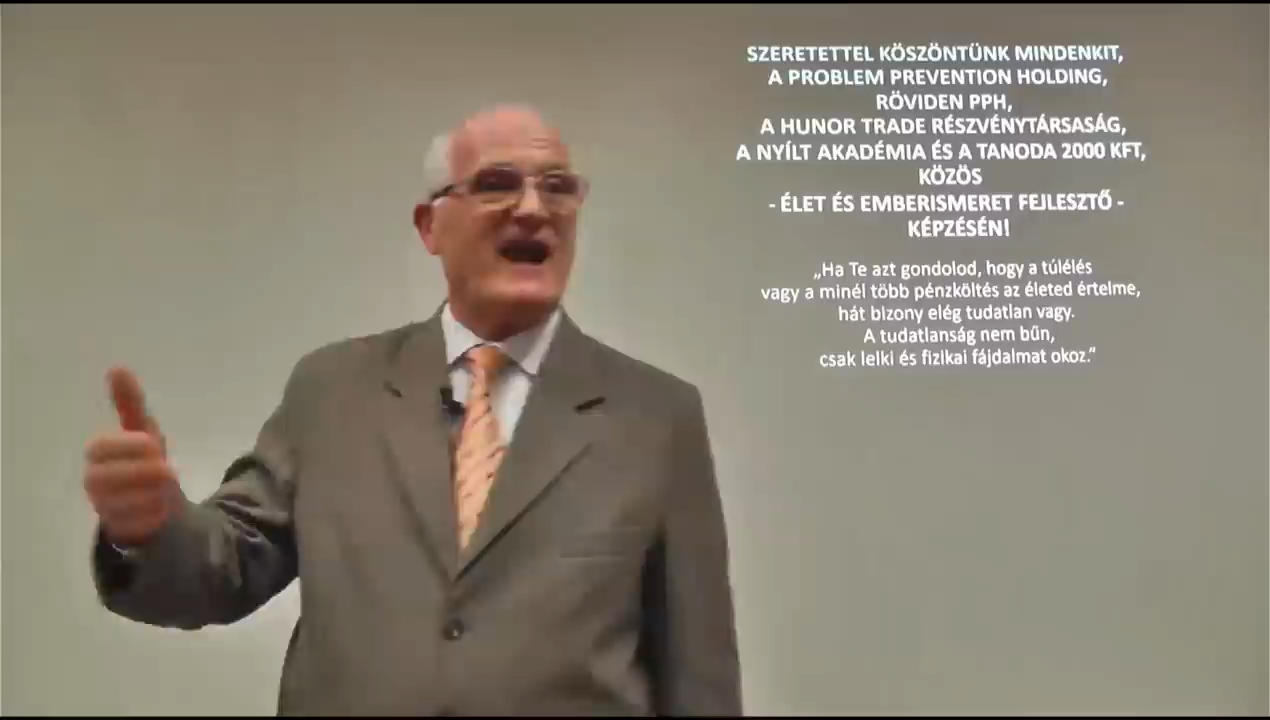 SZERETETTEL KÖSZÖNTÜNK MINDENKIT,
A PROBLEM PREVENTION HOLDING,
RÖVIDEN PPH,
A HUNOR TRADE RÉSZVÉNYTÁRSASÁG,
A NYÍLT AKADÉMIA ÉS A TANODA 2000 KFT,
KÖZÖS
- ÉLET ÉS EMBERISMERET FEJLESZTŐ -
KÉPZÉSÉN!
„Ha Te azt gondolod, hogy a túlélés
vagy a minél több pénzköltés az életed értelme,
hát bizony elég tudatlan vagy.
A tudatlanság nem bűn,
csak lelki és fizikai fájdalmat okoz.”